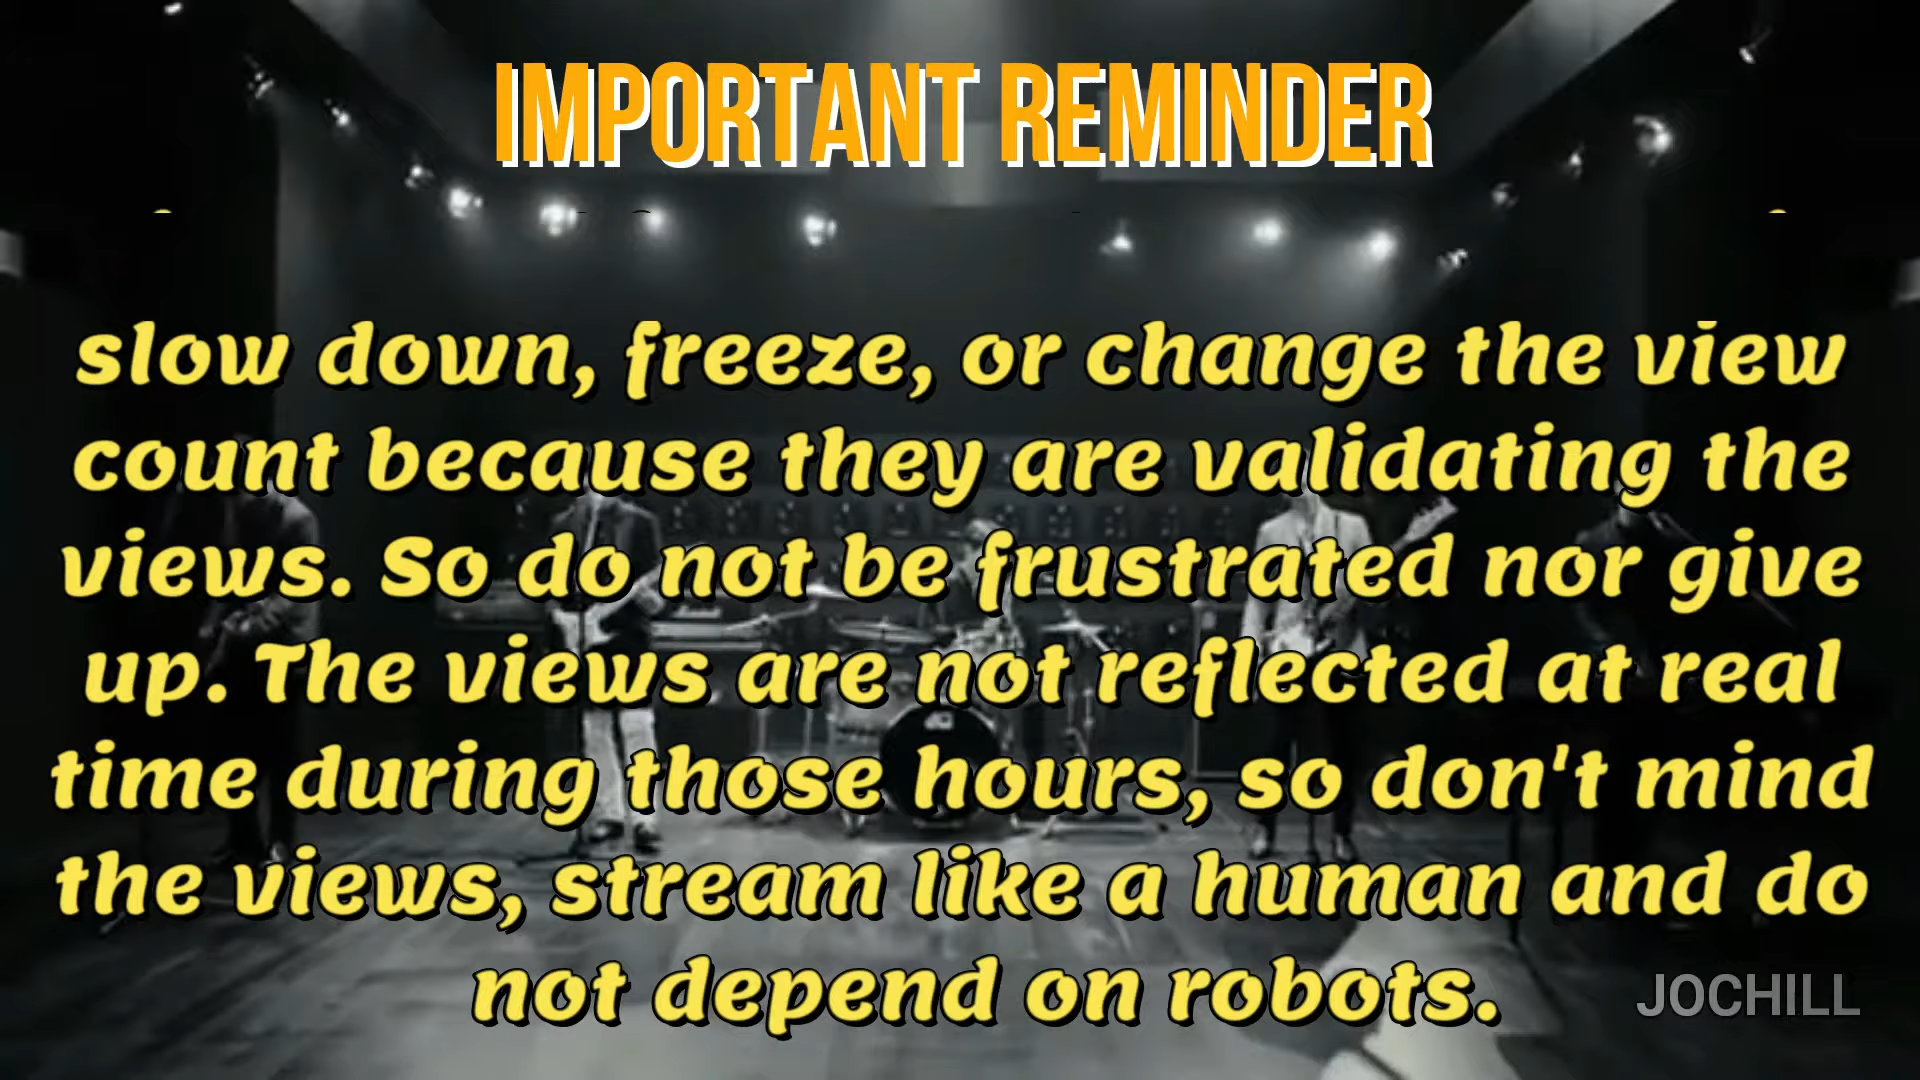 IMPORTANT REMINDER
slow down, freeze, or change the view
count because they are validating the
views. So do not be frustrated nor give
up. The views are not reflected at real
time during those hours, so don't mind
the views, stream like a human and do
not depend on robots.
JOCHILL